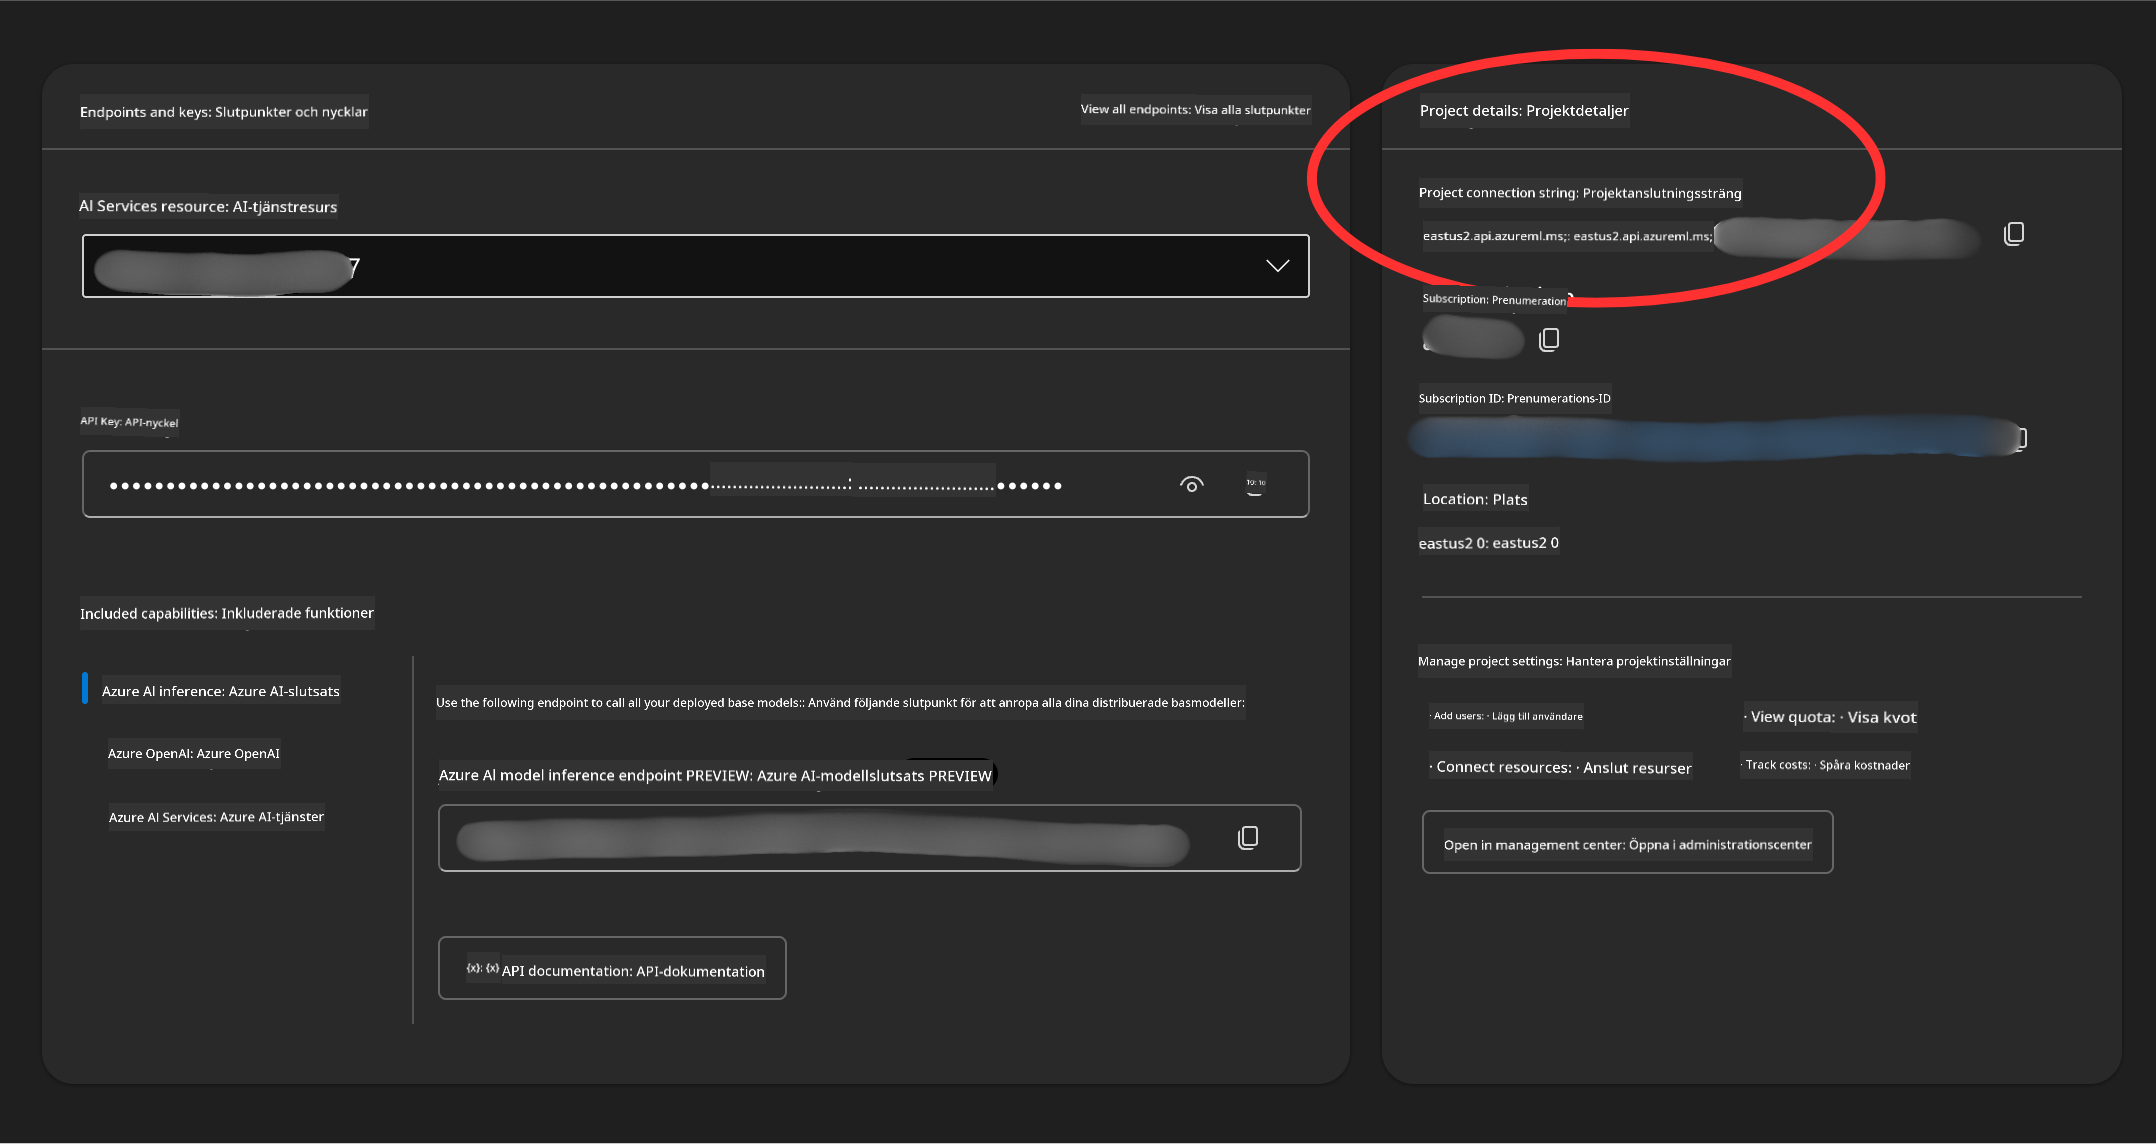 Endpoints and keys: Slutpunkter och nycklar
View all endpoints: Visa alla slutpunkter
AI Services resource: AI-tjänstresurs
7
API Key: API-nyckel
Included capabilities: Inkluderade funktioner
Azure AI inference: Azure AI-slutsats
Azure OpenAI: Azure OpenAI
Azure AI Services: Azure AI-tjänster
Use the following endpoint to call all your deployed base models:: Använd följande slutpunkt för att anropa alla dina distribuerade basmodeller:
Azure AI model inference endpoint PREVIEW: Azure AI-modellslutsats PREVIEW
{x}: {x} API documentation: API-dokumentation
Project details: Projektdetaljer
Project connection string: Projektanslutningssträng
eastus2.api.azureml.ms;: eastus2.api.azureml.ms;
Subscription: Prenumeration
Subscription ID: Prenumerations-ID
Location: Plats
eastus2 0: eastus2 0
Manage project settings: Hantera projektinställningar
· Add users: · Lägg till användare
· View quota: · Visa kvot
· Connect resources: · Anslut resurser
· Track costs: · Spåra kostnader
Open in management center: Öppna i administrationscenter